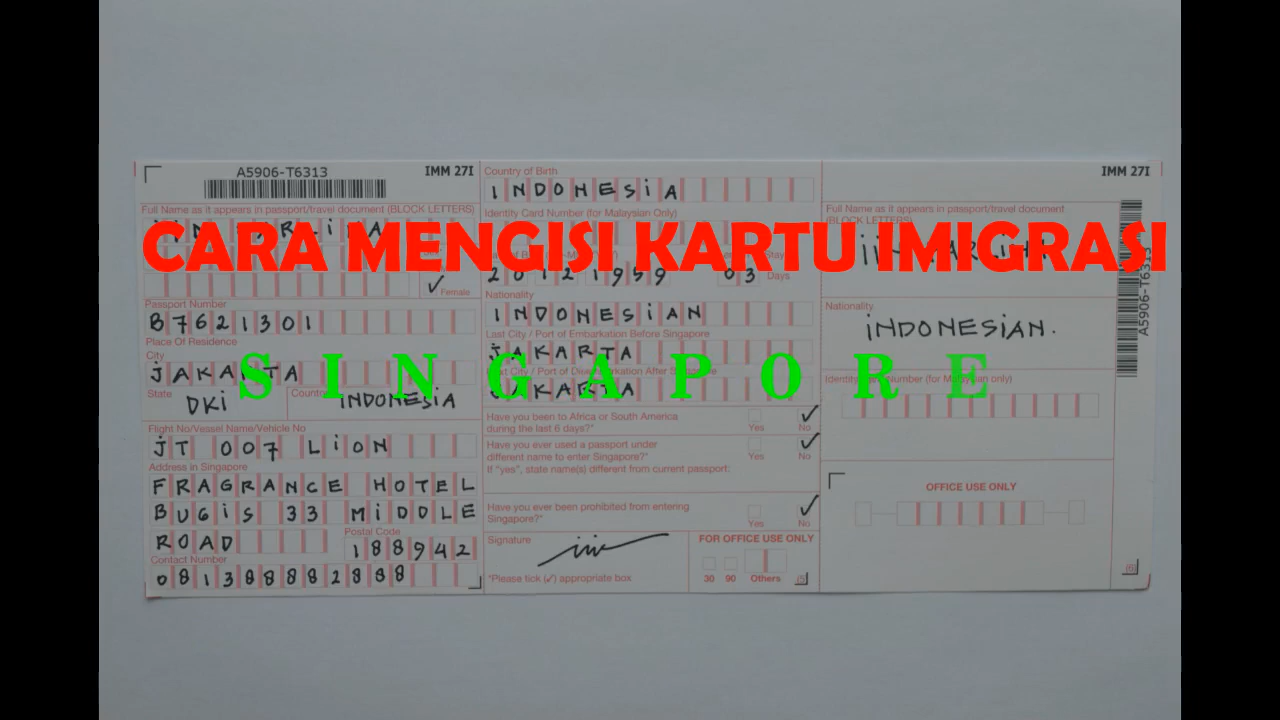 A5906-T6313 IMM 27I
Full Name as it appears in passport/travel document (BLOCK LETTERS)
CARA MENGISI KARTU IMIGRASI
Female
Passport Number
B7621301
Place Of Residence
City
JAKARTA
State DKi
INDONESiA
Flight No/Vessel Name/Vehicle No
JT 007 LiON
Address in Singapore
FRAGRANCE HOTEL
BUGiS 33 MiDDLE
ROAD
Postal Code
188942
Contact Number
081388882888
Country of Birth
INDONESiA
Identity Card Number (for Malaysian Only)
20121959 03 Days
Nationality
INDONESiAN
Last City / Port of Embarkation Before Singapore
JAKARTA
SINGAPORE
JAKARTA
Have you been to Africa or South America
during the last 6 days?*
Yes No
Have you ever used a passport under
different name to enter Singapore?*
Yes No
If "yes", state name(s) different from current passport:
Have you ever been prohibited from entering
Singapore?*
Yes No
Signature
*Please tick (✓) appropriate box
FOR OFFICE USE ONLY
30 90 Others (5)
IMM 27I
Full Name as it appears in passport/travel document
(BLOCK LETTERS)
Nationality
INDONESiAN.
Number (for Malaysian only)
OFFICE USE ONLY
(6)
A5906-T6313